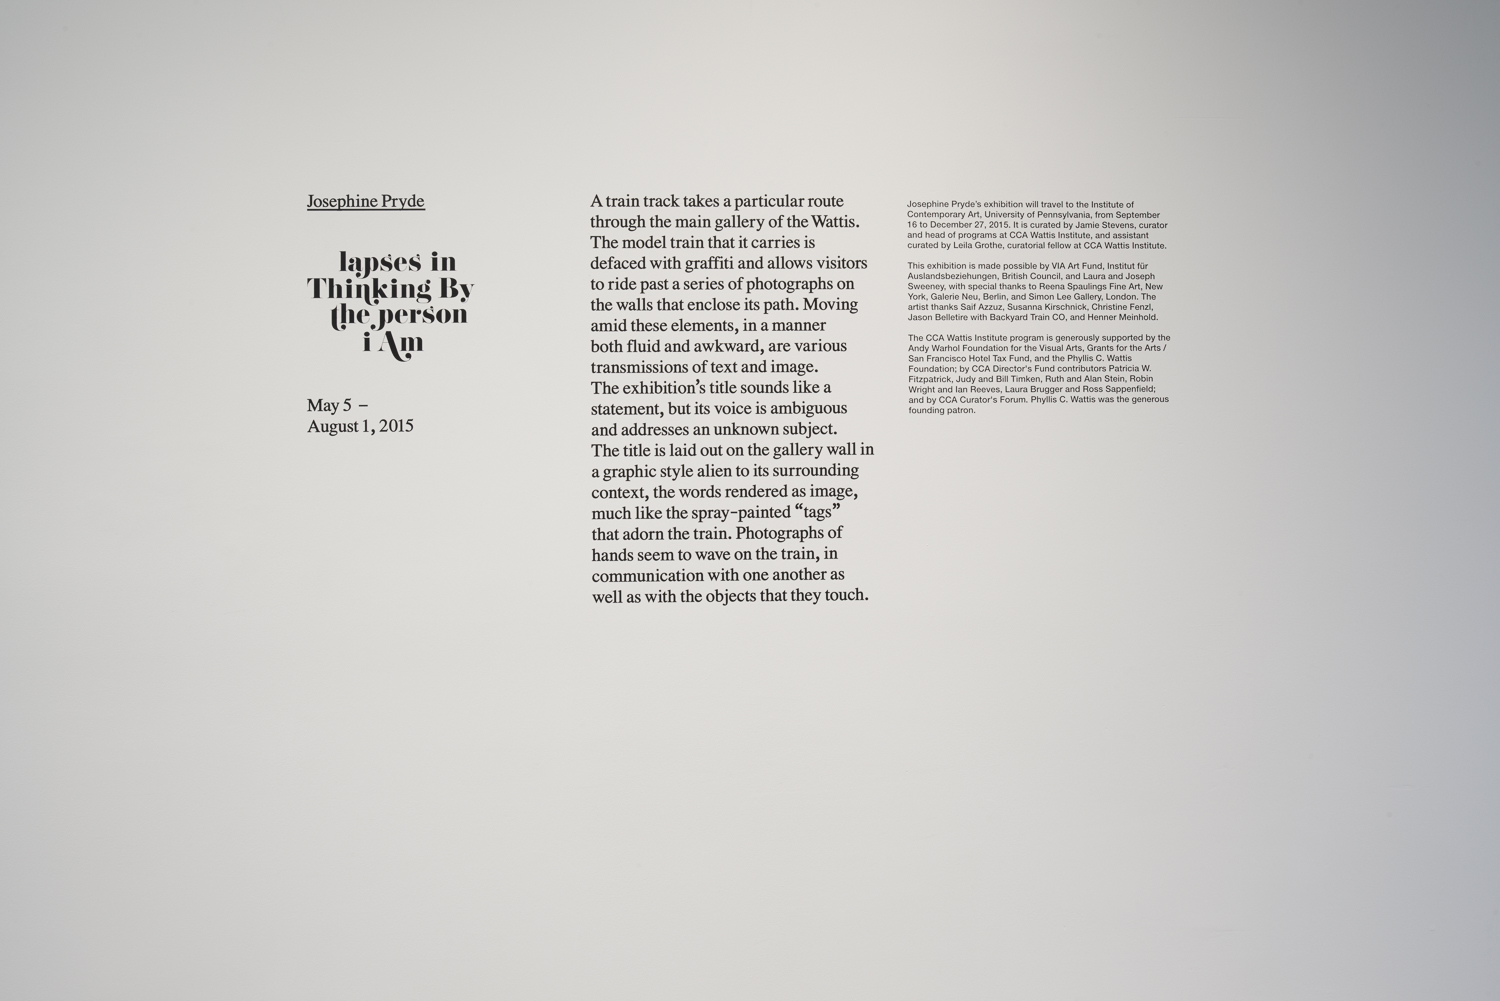 Josephine Pryde
lapses in
Thinking By
the person
i Am
May 5 –
August 1, 2015
A train track takes a particular route
through the main gallery of the Wattis.
The model train that it carries is
defaced with graffiti and allows visitors
to ride past a series of photographs on
the walls that enclose its path. Moving
amid these elements, in a manner
both fluid and awkward, are various
transmissions of text and image.
The exhibition’s title sounds like a
statement, but its voice is ambiguous
and addresses an unknown subject.
The title is laid out on the gallery wall in
a graphic style alien to its surrounding
context, the words rendered as image,
much like the spray-painted “tags”
that adorn the train. Photographs of
hands seem to wave on the train, in
communication with one another as
well as with the objects that they touch.
Josephine Pryde's exhibition will travel to the Institute of
Contemporary Art, University of Pennsylvania, from September
16 to December 27, 2015. It is curated by Jamie Stevens, curator
and head of programs at CCA Wattis Institute, and assistant
curated by Leila Grothe, curatorial fellow at CCA Wattis Institute.
This exhibition is made possible by VIA Art Fund, Institut für
Auslandsbeziehungen, British Council, and Laura and Joseph
Sweeney, with special thanks to Reena Spaulings Fine Art, New
York, Galerie Neu, Berlin, and Simon Lee Gallery, London. The
artist thanks Saif Azzuz, Susanna Kirschnick, Christine Fenzl,
Jason Belletire with Backyard Train CO, and Henner Meinhold.
The CCA Wattis Institute program is generously supported by the
Andy Warhol Foundation for the Visual Arts, Grants for the Arts /
San Francisco Hotel Tax Fund, and the Phyllis C. Wattis
Foundation; by CCA Director's Fund contributors Patricia W.
Fitzpatrick, Judy and Bill Timken, Ruth and Alan Stein, Robin
Wright and Ian Reeves, Laura Brugger and Ross Sappenfield;
and by CCA Curator's Forum. Phyllis C. Wattis was the generous
founding patron.